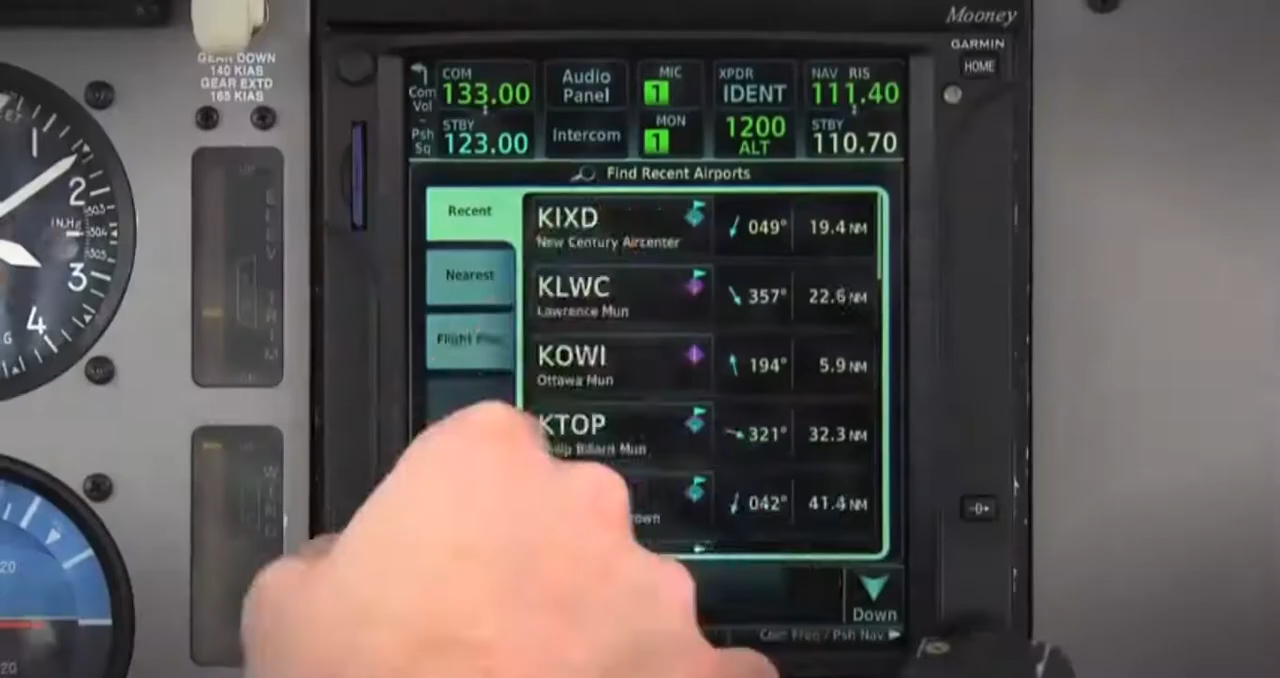 Mooney
GARMIN
HOME
GEAR DOWN
140 KIAS
GEAR EXTD
165 KIAS
Com
Vol
Psh
Sq
COM
133.00
STBY
123.00
Audio
Panel
Intercom
MIC
1
MON
1
XPDR
IDENT
1200
ALT
NAV RIS
111.40
STBY
110.70
Find Recent Airports
Recent
Nearest
Flight
KIXD
New Century Aircenter
049°
19.4 NM
KLWC
Lawrence Mun
357°
22.6 NM
KOWI
Ottawa Mun
194°
5.9 NM
KTOP
Billard Mun
321°
32.3 NM
042°
41.4 NM
Down
Com Freq / Psh Nav
1
2
3
4
IN.Hg
20
20